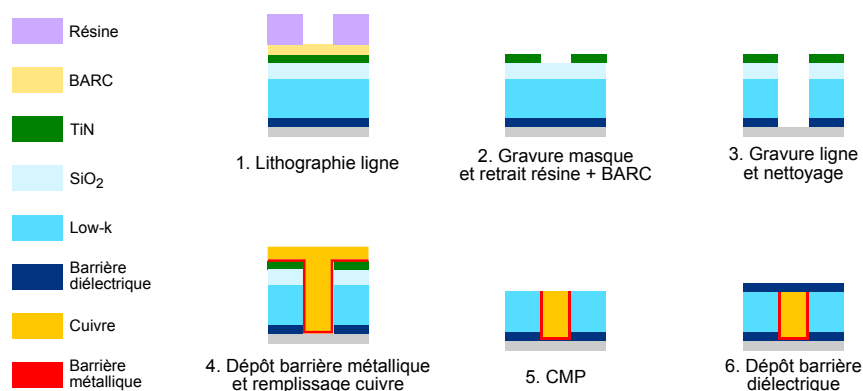 Résine
BARC
TiN
SiO2
Low-k
Barrière
diélectrique
Cuivre
Barrière
métallique
1. Lithographie ligne
2. Gravure masque
et retrait résine + BARC
3. Gravure ligne
et nettoyage
4. Dépôt barrière métallique
et remplissage cuivre
5. CMP
6. Dépôt barrière
diélectrique